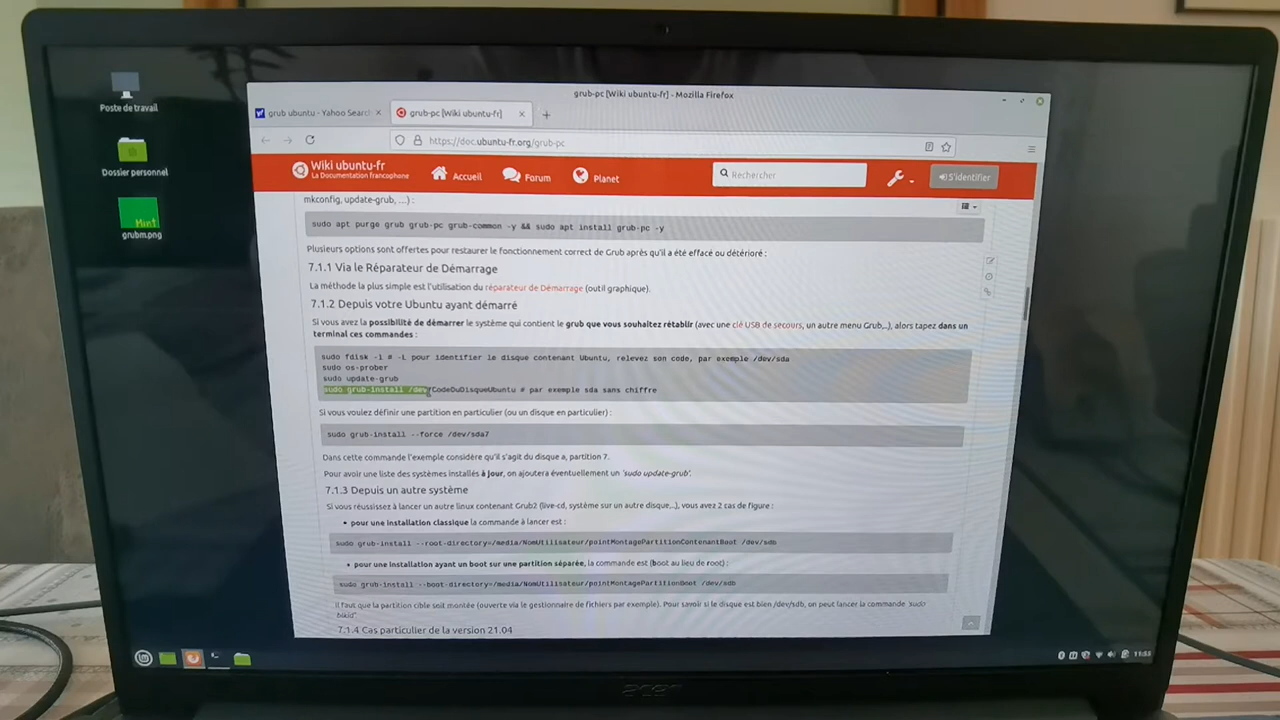 grub-pc [Wiki ubuntu-fr] - Mozilla Firefox
grub ubuntu - Yahoo Search
grub-pc [Wiki ubuntu-fr]
https://doc.ubuntu-fr.org/grub-pc
Poste de travail
Dossier personnel
Mint
grubm.png
Wiki ubuntu-fr
La Documentation francophone
Accueil
Forum
Planet
Rechercher
S'identifier
mkconfig, update-grub, ...) :
sudo apt purge grub grub-pc grub-common -y && sudo apt install grub-pc -y
Plusieurs options sont offertes pour restaurer le fonctionnement correct de Grub après qu'il a été effacé ou détérioré :
7.1.1 Via le Réparateur de Démarrage
La méthode la plus simple est l'utilisation du réparateur de Démarrage (outil graphique).
7.1.2 Depuis votre Ubuntu ayant démarré
Si vous avez la possibilité de démarrer le système qui contient le grub que vous souhaitez rétablir (avec une clé USB de secours, un autre menu Grub,..), alors tapez dans un
terminal ces commandes :
sudo fdisk -l # -L pour identifier le disque contenant Ubuntu, relevez son code, par exemple /dev/sda
sudo os-prober
sudo update-grub
sudo grub-install /dev/CodeDuDisqueUbuntu # par exemple sda sans chiffre
Si vous voulez définir une partition en particulier (ou un disque en particulier) :
sudo grub-install --force /dev/sda7
Dans cette commande l'exemple considère qu'il s'agit du disque a, partition 7.
Pour avoir une liste des systèmes installés à jour, on ajoutera éventuellement un 'sudo update-grub'.
7.1.3 Depuis un autre système
Si vous réussissez à lancer un autre linux contenant Grub2 (live-cd, système sur un autre disque,..), vous avez 2 cas de figure :
• pour une installation classique la commande à lancer est :
sudo grub-install --root-directory=/media/NomUtilisateur/pointMontagePartitionContenantBoot /dev/sdb
• pour une installation ayant un boot sur une partition séparée, la commande est (boot au lieu de root) :
sudo grub-install --boot-directory=/media/NomUtilisateur/pointMontagePartitionBoot /dev/sdb
Il faut que la partition cible soit montée (ouverte via le gestionnaire de fichiers par exemple). Pour savoir si le disque est bien /dev/sdb, on peut lancer la commande 'sudo
blkid'
7.1.4 Cas particulier de la version 21.04
11:33
acer